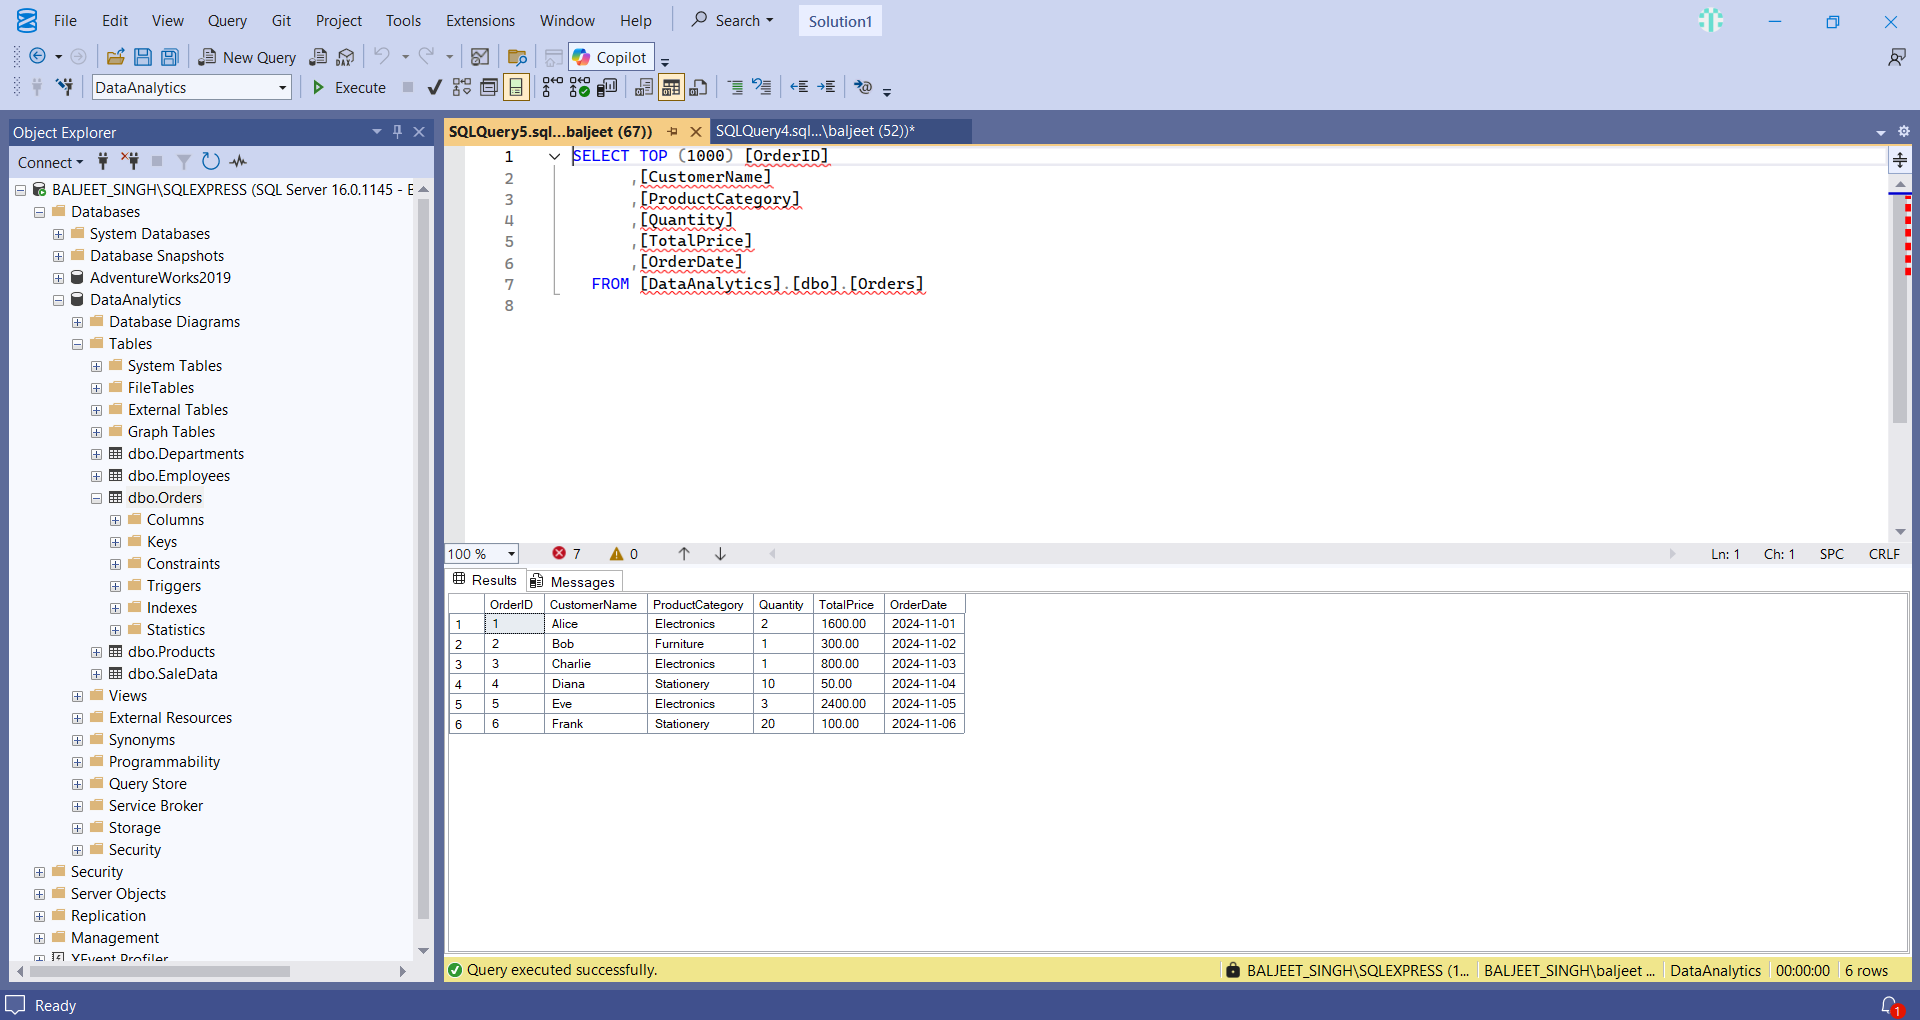 File Edit View Query Git Project Tools Extensions Window Help Search Solution1
New Query DAX Copilot
DataAnalytics Execute
Object Explorer
Connect
BALJEET_SINGH\SQLEXPRESS (SQL Server 16.0.1145 - E
Databases
System Databases
Database Snapshots
AdventureWorks2019
DataAnalytics
Database Diagrams
Tables
System Tables
FileTables
External Tables
Graph Tables
dbo.Departments
dbo.Employees
dbo.Orders
Columns
Keys
Constraints
Triggers
Indexes
Statistics
dbo.Products
dbo.SaleData
Views
External Resources
Synonyms
Programmability
Query Store
Service Broker
Storage
Security
Security
Server Objects
Replication
Management
XEvent Profiler
SQLQuery5.sql...baljeet (67)) SQLQuery4.sql...\baljeet (52))*
1 SELECT TOP (1000) [OrderID]
2 ,[CustomerName]
3 ,[ProductCategory]
4 ,[Quantity]
5 ,[TotalPrice]
6 ,[OrderDate]
7 FROM [DataAnalytics].[dbo].[Orders]
8
100 % 7 0 Ln: 1 Ch: 1 SPC CRLF
Results Messages
OrderID CustomerName ProductCategory Quantity TotalPrice OrderDate
1 1 Alice Electronics 2 1600.00 2024-11-01
2 2 Bob Furniture 1 300.00 2024-11-02
3 3 Charlie Electronics 1 800.00 2024-11-03
4 4 Diana Stationery 10 50.00 2024-11-04
5 5 Eve Electronics 3 2400.00 2024-11-05
6 6 Frank Stationery 20 100.00 2024-11-06
Query executed successfully. BALJEET_SINGH\SQLEXPRESS (1... BALJEET_SINGH\baljeet ... DataAnalytics 00:00:00 6 rows
Ready 1